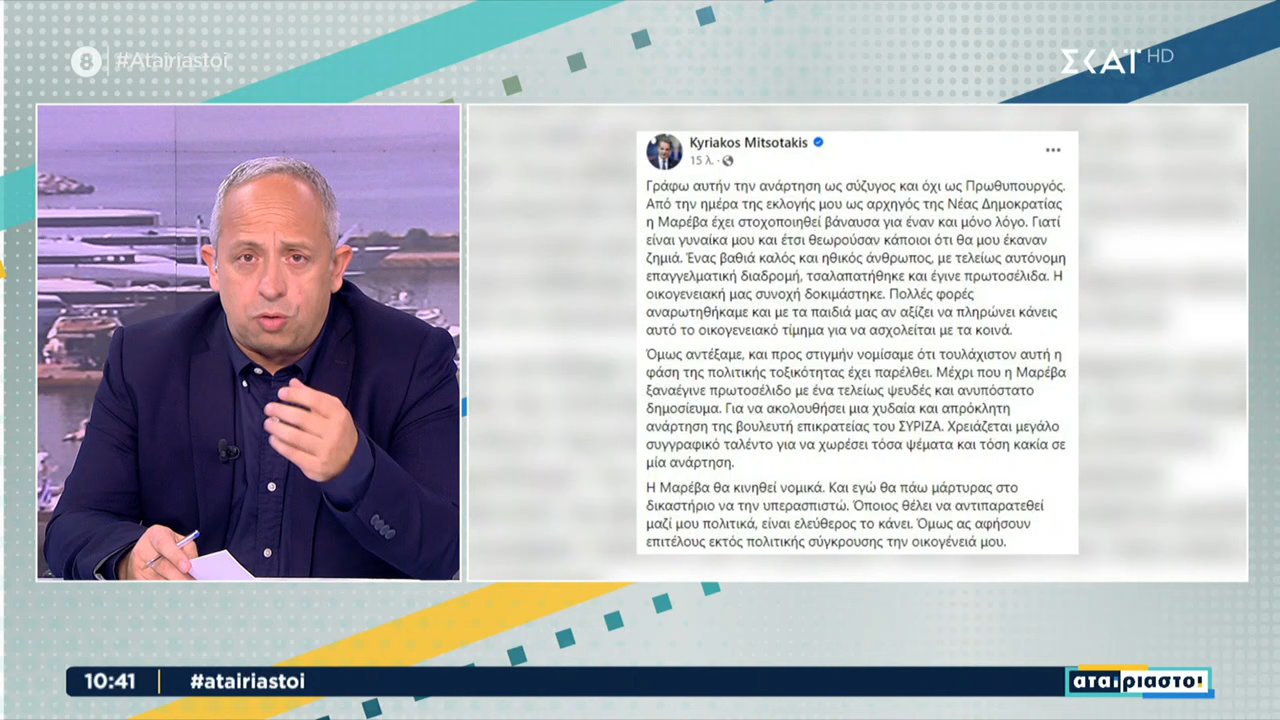 8 #Atairiastoi
ΣΚΑΪ HD
Kyriakos Mitsotakis
15 λ. ·
Γράφω αυτήν την ανάρτηση ως σύζυγος και όχι ως Πρωθυπουργός.
Από την ημέρα της εκλογής μου ως αρχηγός της Νέας Δημοκρατίας
η Μαρέβα έχει στοχοποιηθεί βάναυσα για έναν και μόνο λόγο. Γιατί
είναι γυναίκα μου και έτσι θεωρούσαν κάποιοι ότι θα μου έκαναν
ζημιά. Ένας βαθιά καλός και ηθικός άνθρωπος, με τελείως αυτόνομη
επαγγελματική διαδρομή, τσαλαπατήθηκε και έγινε πρωτοσέλιδα. Η
οικογενειακή μας συνοχή δοκιμάστηκε. Πολλές φορές
αναρωτηθήκαμε και με τα παιδιά μας αν αξίζει να πληρώνει κάνεις
αυτό το οικογενειακό τίμημα για να ασχολείται με τα κοινά.
Όμως αντέξαμε, και προς στιγμήν νομίσαμε ότι τουλάχιστον αυτή η
φάση της πολιτικής τοξικότητας έχει παρέλθει. Μέχρι που η Μαρέβα
ξαναέγινε πρωτοσέλιδο με ένα τελείως ψευδές και ανυπόστατο
δημοσίευμα. Για να ακολουθήσει μια χυδαία και απρόκλητη
ανάρτηση της βουλευτή επικρατείας του ΣΥΡΙΖΑ. Χρειάζεται μεγάλο
συγγραφικό ταλέντο για να χωρέσει τόσα ψέματα και τόση κακία σε
μία ανάρτηση.
Η Μαρέβα θα κινηθεί νομικά. Και εγώ θα πάω μάρτυρας στο
δικαστήριο να την υπερασπιστώ. Όποιος θέλει να αντιπαρατεθεί
μαζί μου πολιτικά, είναι ελεύθερος το κάνει. Όμως ας αφήσουν
επιτέλους εκτός πολιτικής σύγκρουσης την οικογένειά μου.
10:41 #atairiastoi
αταιριαστοι